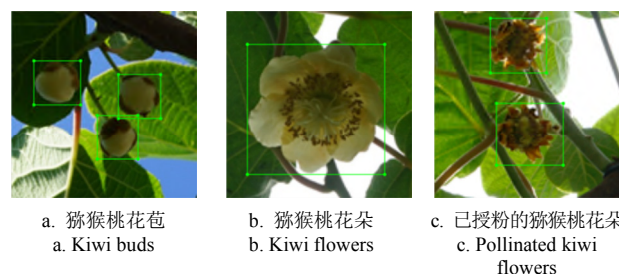 a. 猕猴桃花苞
a. Kiwi buds
b. 猕猴桃花朵
b. Kiwi flowers
c. 已授粉的猕猴桃花朵
c. Pollinated kiwi
flowers